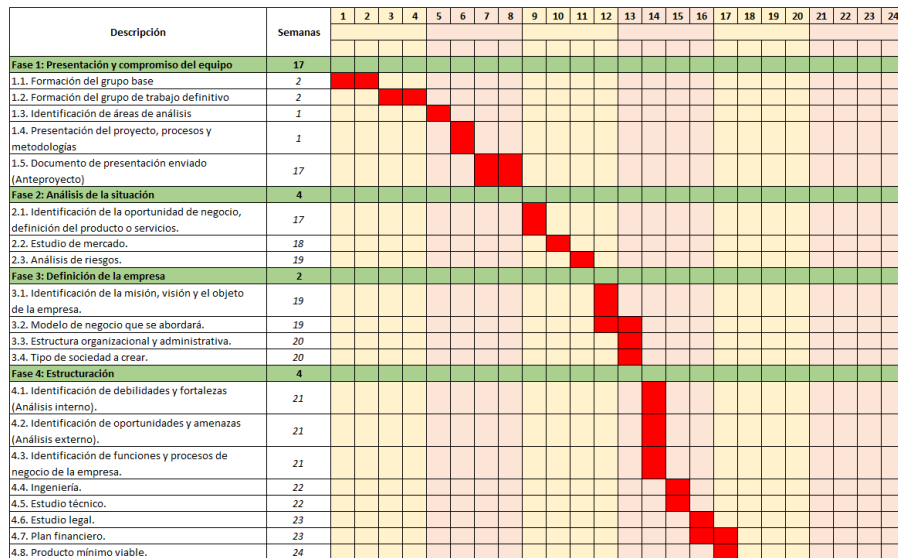 Descripción Semanas 1 2 3 4 5 6 7 8 9 10 11 12 13 14 15 16 17 18 19 20 21 22 23 24
Fase 1: Presentación y compromiso del equipo 17
1.1. Formación del grupo base 2
1.2. Formación del grupo de trabajo definitivo 2
1.3. Identificación de áreas de análisis 1
1.4. Presentación del proyecto, procesos y
metodologías 1
1.5. Documento de presentación enviado
(Anteproyecto) 17
Fase 2: Análisis de la situación 4
2.1. Identificación de la oportunidad de negocio,
definición del producto o servicios. 17
2.2. Estudio de mercado. 18
2.3. Análisis de riesgos. 19
Fase 3: Definición de la empresa 2
3.1. Identificación de la misión, visión y el objeto
de la empresa. 19
3.2. Modelo de negocio que se abordará. 19
3.3. Estructura organizacional y administrativa. 20
3.4. Tipo de sociedad a crear. 20
Fase 4: Estructuración 4
4.1. Identificación de debilidades y fortalezas
(Análisis interno). 21
4.2. Identificación de oportunidades y amenazas
(Análisis externo). 21
4.3. Identificación de funciones y procesos de
negocio de la empresa. 21
4.4. Ingeniería. 22
4.5. Estudio técnico. 22
4.6. Estudio legal. 23
4.7. Plan financiero. 23
4.8. Producto mínimo viable. 24